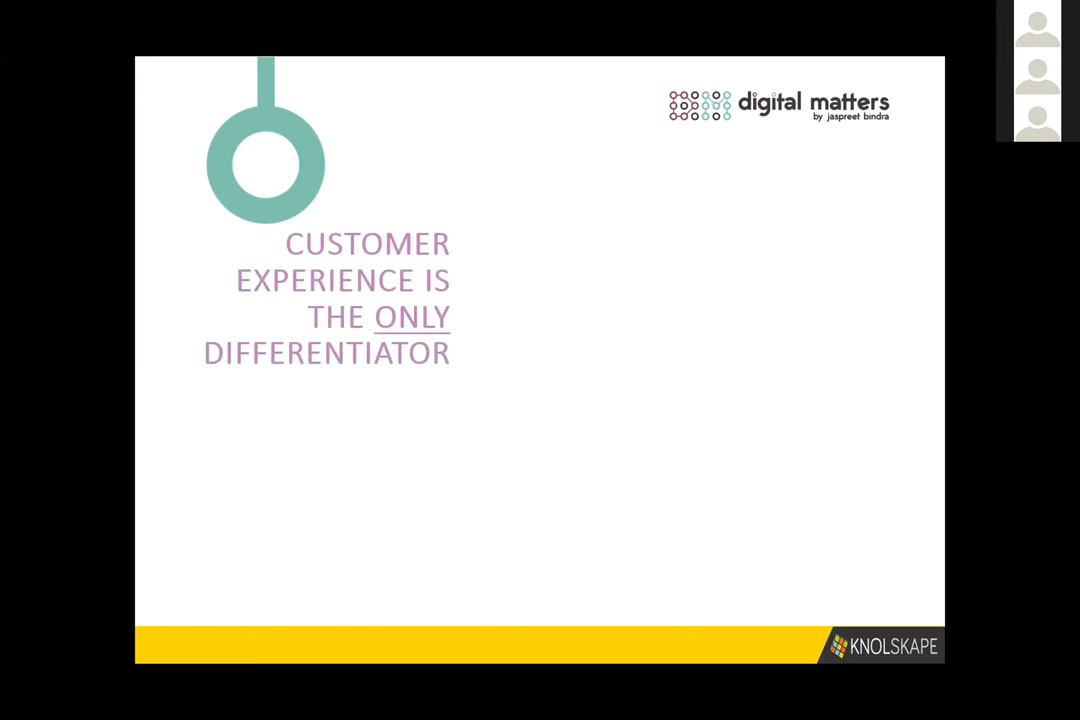 digital matters
by jaspreet bindra
CUSTOMER
EXPERIENCE IS
THE ONLY
DIFFERENTIATOR
KNOLSKAPE